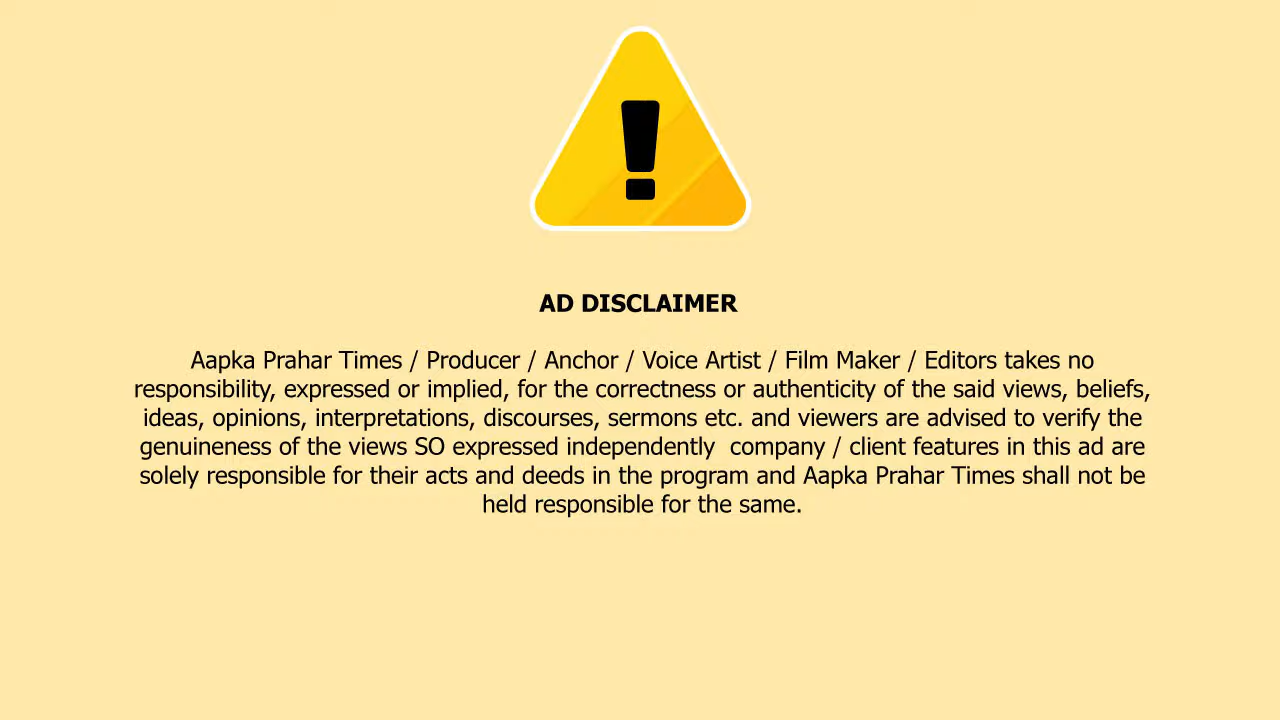 AD DISCLAIMER
Aapka Prahar Times / Producer / Anchor / Voice Artist / Film Maker / Editors takes no
responsibility, expressed or implied, for the correctness or authenticity of the said views, beliefs,
ideas, opinions, interpretations, discourses, sermons etc. and viewers are advised to verify the
genuineness of the views SO expressed independently  company / client features in this ad are
solely responsible for their acts and deeds in the program and Aapka Prahar Times shall not be
held responsible for the same.